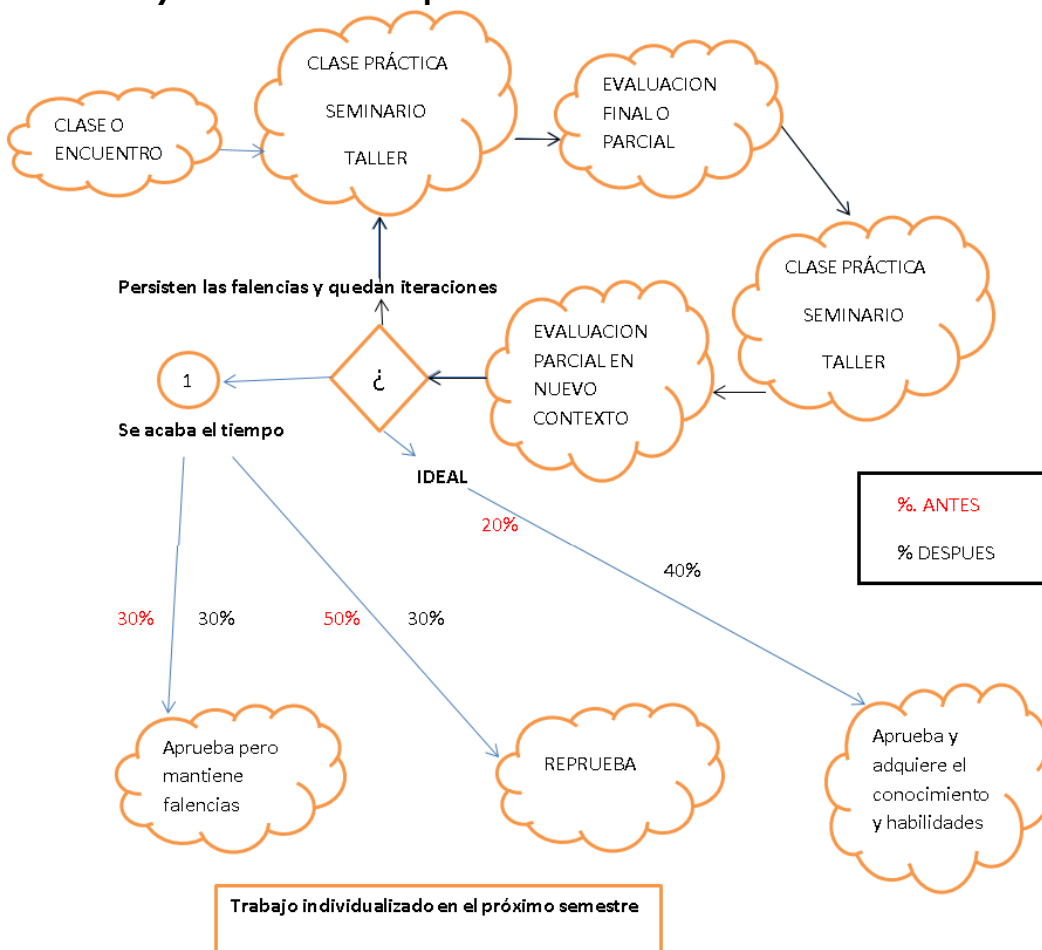 CLASE O
ENCUENTRO
CLASE PRÁCTICA
SEMINARIO
TALLER
EVALUACION
FINAL O
PARCIAL
CLASE PRÁCTICA
SEMINARIO
TALLER
EVALUACION
PARCIAL EN
NUEVO
CONTEXTO
Persisten las falencias y quedan iteraciones
¿
1
Se acaba el tiempo
IDEAL
20%
40%
%. ANTES
% DESPUES
30%
30%
50%
30%
Aprueba pero
mantiene
falencias
REPRUEBA
Aprueba y
adquiere el
conocimiento
y habilidades
Trabajo individualizado en el próximo semestre